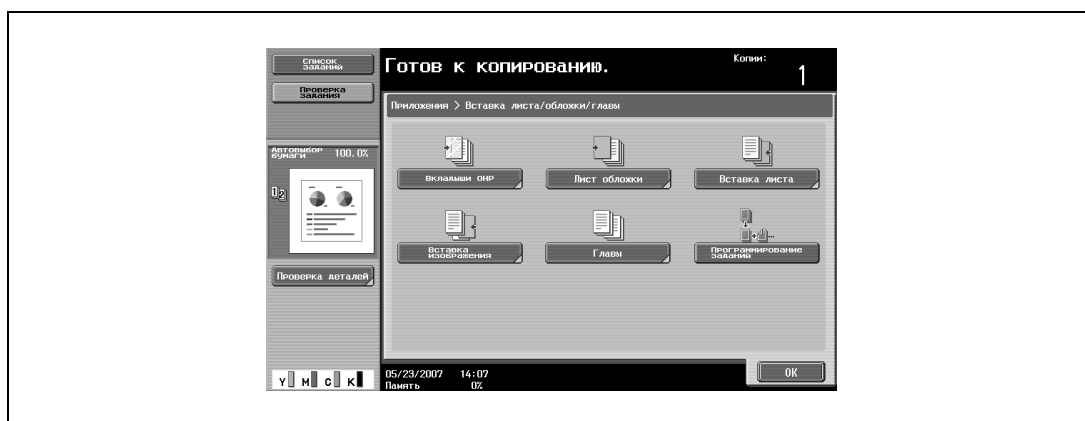 Список
заданий
Готов к копированию.
Копии:
1
Проверка
задания
Приложения > Вставка листа/обложки/главы
Автовыбор
бумаги 100.0%
Вкладыши OHP
Лист обложки
Вставка листа
Вставка
изображения
Главы
Программирование
заданий
Проверка деталей
Y M C K
05/23/2007 14:07
Память 0%
OK